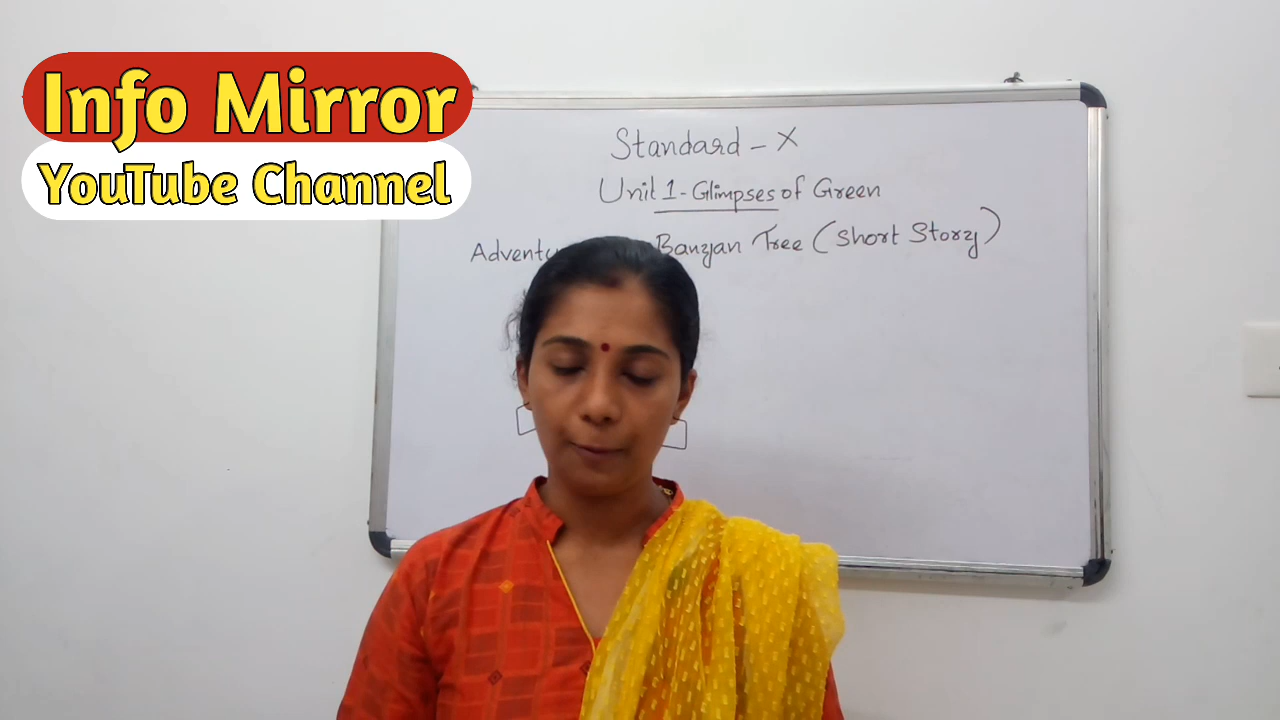 Info Mirror
YouTube Channel
Standard - X
Unit 1 - Glimpses of Green
Banyan Tree (Short Story)